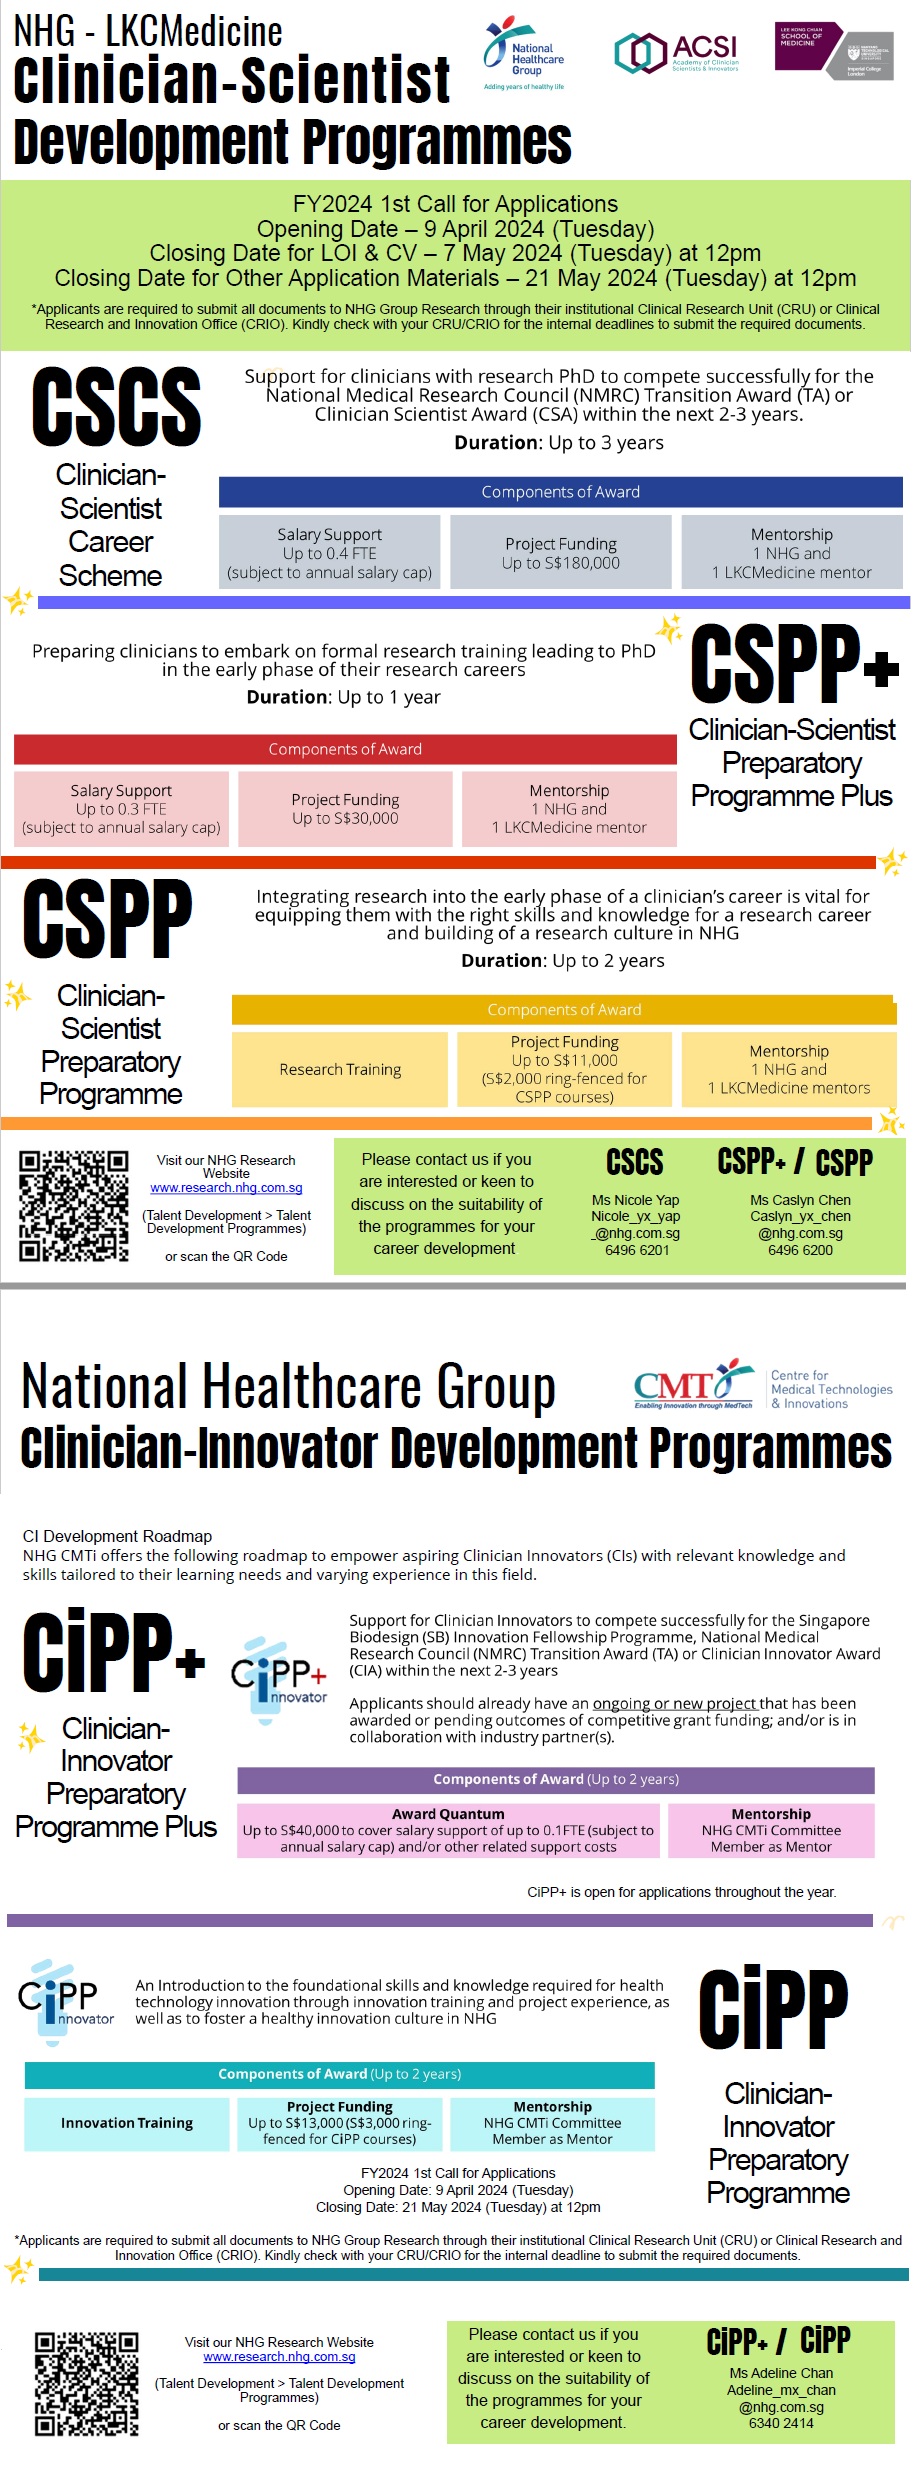 NHG - LKCMedicine
Clinician-Scientist
Development Programmes
National
Healthcare
Group
Adding years of healthy life
ACSI
Academy of Clinician
Scientists & Innovators
LEE KONG CHIAN
SCHOOL OF
MEDICINE
NANYANG
TECHNOLOGICAL
UNIVERSITY
SINGAPORE
Imperial College
London
FY2024 1st Call for Applications
Opening Date – 9 April 2024 (Tuesday)
Closing Date for LOI & CV – 7 May 2024 (Tuesday) at 12pm
Closing Date for Other Application Materials – 21 May 2024 (Tuesday) at 12pm
*Applicants are required to submit all documents to NHG Group Research through their institutional Clinical Research Unit (CRU) or Clinical
Research and Innovation Office (CRIO). Kindly check with your CRU/CRIO for the internal deadlines to submit the required documents.
CSCS
Clinician-
Scientist
Career
Scheme
Support for clinicians with research PhD to compete successfully for the
National Medical Research Council (NMRC) Transition Award (TA) or
Clinician Scientist Award (CSA) within the next 2-3 years.
Duration: Up to 3 years
Components of Award
Salary Support
Up to 0.4 FTE
(subject to annual salary cap)
Project Funding
Up to S$180,000
Mentorship
1 NHG and
1 LKCMedicine mentor
Preparing clinicians to embark on formal research training leading to PhD
in the early phase of their research careers
Duration: Up to 1 year
Components of Award
Salary Support
Up to 0.3 FTE
(subject to annual salary cap)
Project Funding
Up to S$30,000
Mentorship
1 NHG and
1 LKCMedicine mentor
CSPP+
Clinician-Scientist
Preparatory
Programme Plus
CSPP
Clinician-
Scientist
Preparatory
Programme
Integrating research into the early phase of a clinician's career is vital for
equipping them with the right skills and knowledge for a research career
and building of a research culture in NHG
Duration: Up to 2 years
Components of Award
Research Training
Project Funding
Up to S$11,000
(S$2,000 ring-fenced for
CSPP courses)
Mentorship
1 NHG and
1 LKCMedicine mentors
Visit our NHG Research
Website
www.research.nhg.com.sg
(Talent Development > Talent
Development Programmes)
or scan the QR Code
Please contact us if you
are interested or keen to
discuss on the suitability of
the programmes for your
career development
CSCS
Ms Nicole Yap
Nicole_yx_yap
_@nhg.com.sg
6496 6201
CSPP+ / CSPP
Ms Caslyn Chen
Caslyn_yx_chen
@nhg.com.sg
6496 6200
National Healthcare Group
Clinician-Innovator Development Programmes
CMTi
Enabling Innovation through MedTech
Centre for
Medical Technologies
& Innovations
CI Development Roadmap
NHG CMTi offers the following roadmap to empower aspiring Clinician Innovators (CIs) with relevant knowledge and
skills tailored to their learning needs and varying experience in this field.
CiPP+
Clinician-
Innovator
Preparatory
Programme Plus
CiPP+
innovator
Support for Clinician Innovators to compete successfully for the Singapore
Biodesign (SB) Innovation Fellowship Programme, National Medical
Research Council (NMRC) Transition Award (TA) or Clinician Innovator Award
(CIA) within the next 2-3 years
Applicants should already have an ongoing or new project that has been
awarded or pending outcomes of competitive grant funding; and/or is in
collaboration with industry partner(s).
Components of Award (Up to 2 years)
Award Quantum
Up to S$40,000 to cover salary support of up to 0.1FTE (subject to
annual salary cap) and/or other related support costs
Mentorship
NHG CMTi Committee
Member as Mentor
CiPP+ is open for applications throughout the year.
CiPP
innovator
An Introduction to the foundational skills and knowledge required for health
technology innovation through innovation training and project experience, as
well as to foster a healthy innovation culture in NHG
Components of Award (Up to 2 years)
Innovation Training
Project Funding
Up to S$13,000 (S$3,000 ring-
fenced for CiPP courses)
Mentorship
NHG CMTi Committee
Member as Mentor
CiPP
Clinician-
Innovator
Preparatory
Programme
FY2024 1st Call for Applications
Opening Date: 9 April 2024 (Tuesday)
Closing Date: 21 May 2024 (Tuesday) at 12pm
*Applicants are required to submit all documents to NHG Group Research through their institutional Clinical Research Unit (CRU) or Clinical Research and
Innovation Office (CRIO). Kindly check with your CRU/CRIO for the internal deadline to submit the required documents.
Visit our NHG Research Website
www.research.nhg.com.sg
(Talent Development > Talent Development
Programmes)
or scan the QR Code
Please contact us if you
are interested or keen to
discuss on the suitability of
the programmes for your
career development.
CiPP+ / CiPP
Ms Adeline Chan
Adeline_mx_chan
@nhg.com.sg
6340 2414